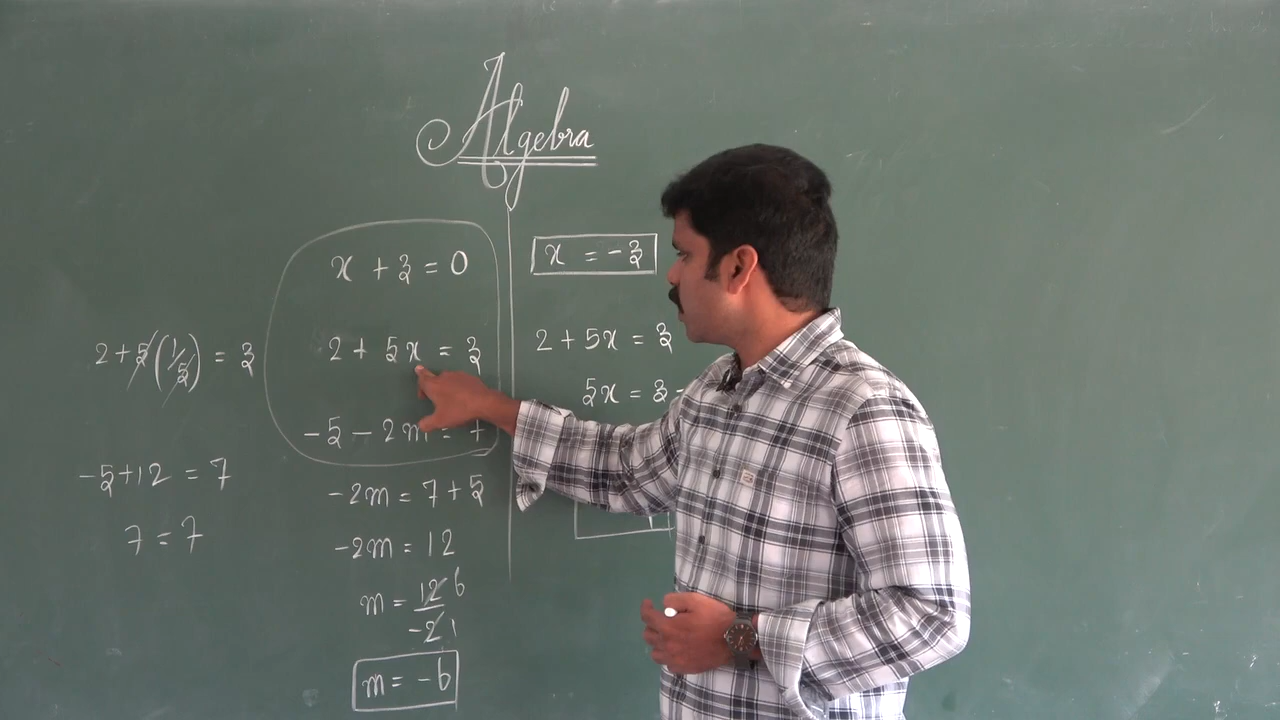 Algebra
x + 3 = 0
2 + 5x = 3
-5 - 2m = 7
-2m = 7+5
-2m = 12
m = 12 6
-2 1
m = -6
x = -3
2 + 5x = 3
5x = 3 -
2+5(1/5) = 3
-5+12 = 7
7 = 7